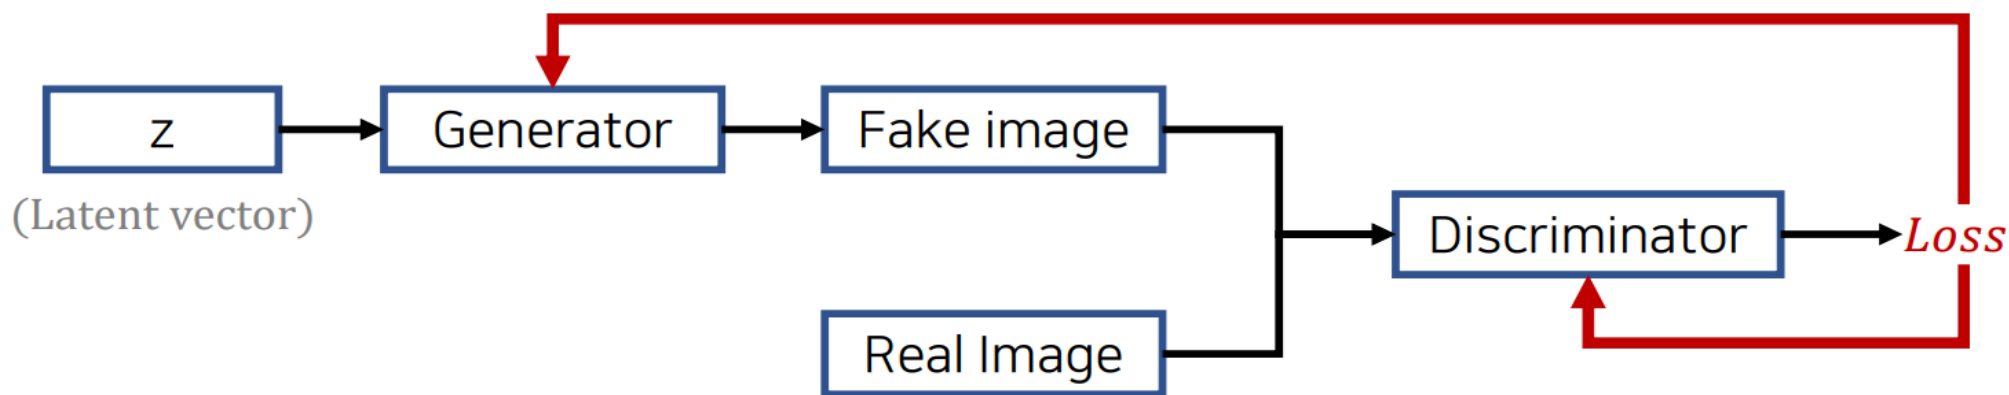 z
(Latent vector)
Generator
Fake image
Real Image
Discriminator
Loss